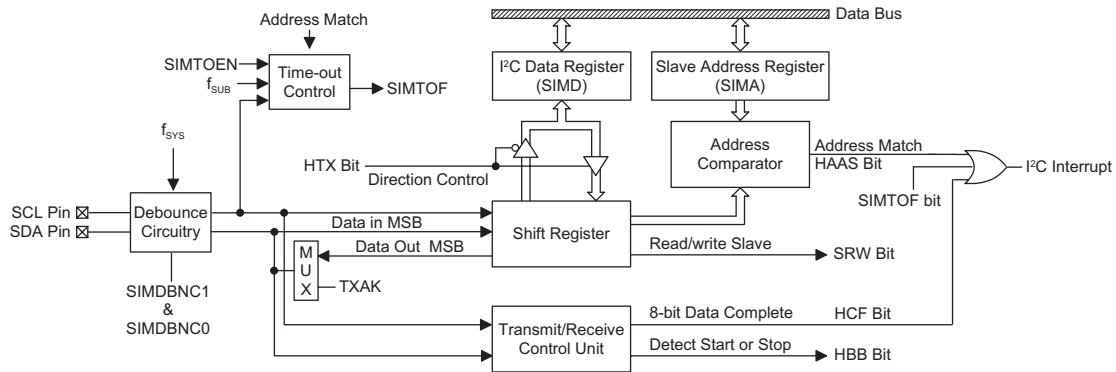 Data Bus
Address Match
SIMTOEN
fSUB
Time-out
Control
SIMTOF
I²C Data Register
(SIMD)
Slave Address Register
(SIMA)
fSYS
HTX Bit
Direction Control
Address
Comparator
Address Match
HAAS Bit
SIMTOF bit
I²C Interrupt
SCL Pin
SDA Pin
Debounce
Circuitry
Data in MSB
Data Out MSB
Shift Register
Read/write Slave
SRW Bit
M
U
X
TXAK
SIMDBNC1
&
SIMDBNC0
Transmit/Receive
Control Unit
8-bit Data Complete
HCF Bit
Detect Start or Stop
HBB Bit